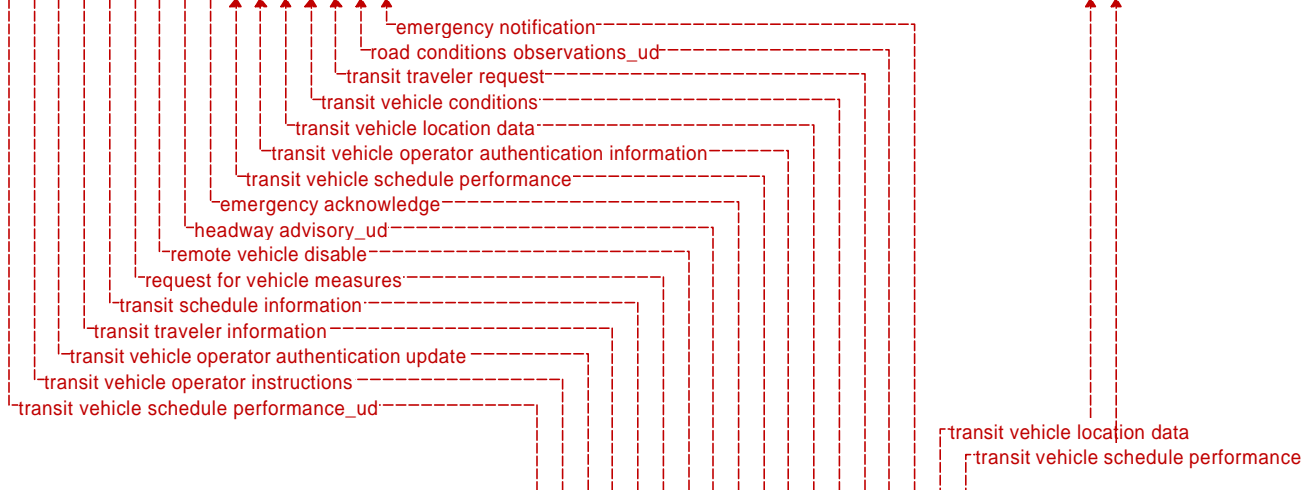 emergency notification
road conditions observations_ud
transit traveler request
transit vehicle conditions
transit vehicle location data
transit vehicle operator authentication information
transit vehicle schedule performance
emergency acknowledge
headway advisory_ud
remote vehicle disable
request for vehicle measures
transit schedule information
transit traveler information
transit vehicle operator authentication update
transit vehicle operator instructions
transit vehicle schedule performance_ud
transit vehicle location data
transit vehicle schedule performance